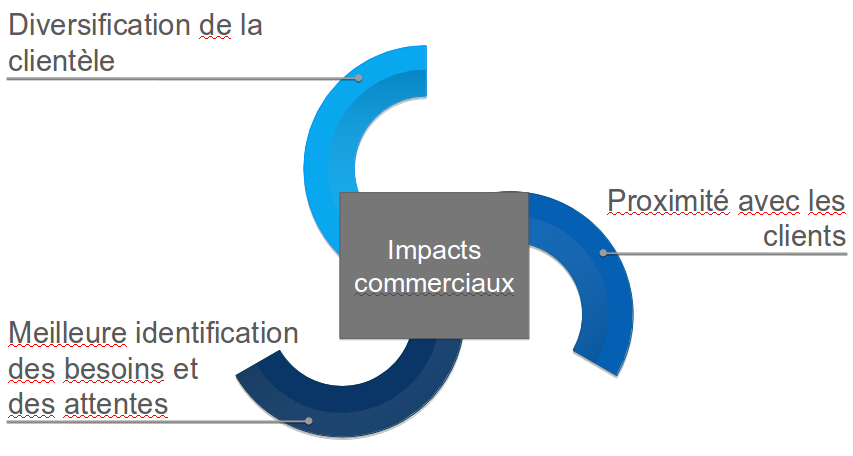 Diversification de la
clientèle
Proximité avec les
clients
Impacts
commerciaux
Meilleure identification
des besoins et
des attentes